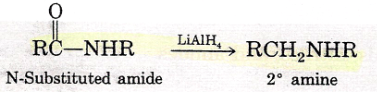 O
RC—NHR LiAlH₄ RCH₂NHR
N-Substituted amide 2° amine